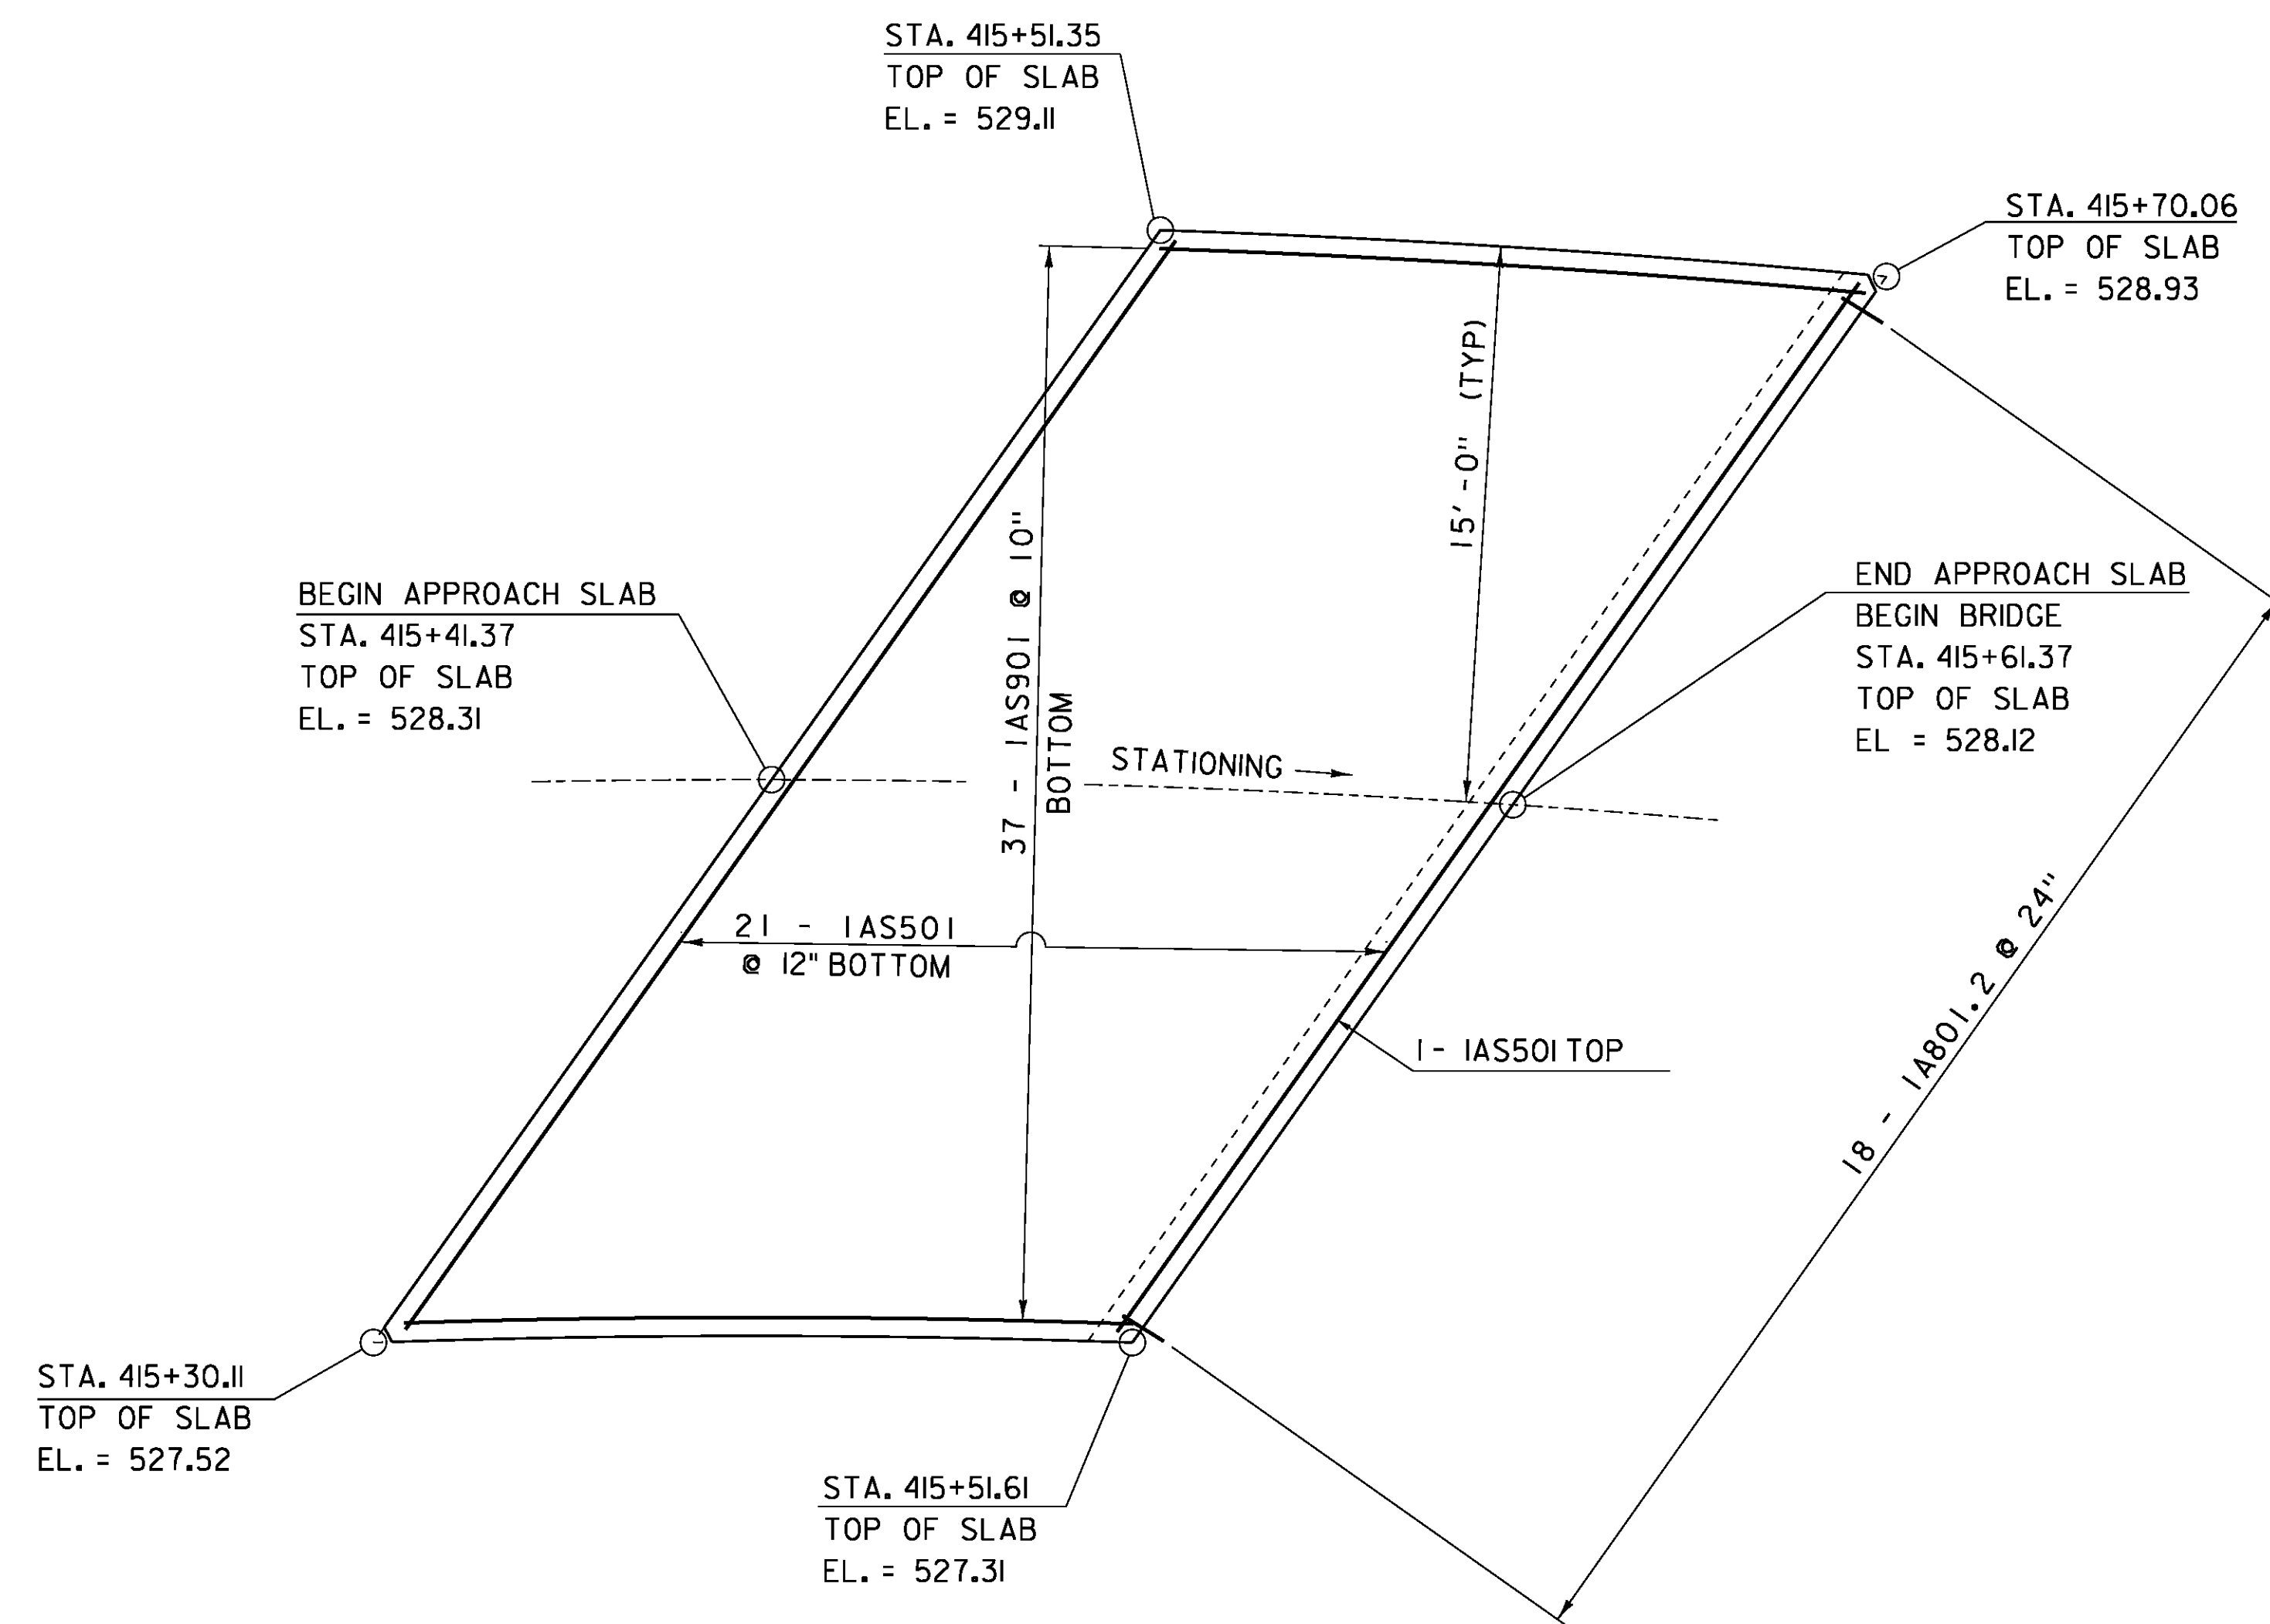 STA. 415+51.35
TOP OF SLAB
EL. = 529.11
STA. 415+70.06
TOP OF SLAB
EL. = 528.93
15'-0" (TYP)
37 - 1AS901 @ 10"
BOTTOM
BEGIN APPROACH SLAB
STA. 415+41.37
TOP OF SLAB
EL. = 528.31
END APPROACH SLAB
BEGIN BRIDGE
STA. 415+61.37
TOP OF SLAB
EL = 528.12
STATIONING
21 - 1AS501
@ 12" BOTTOM
1- 1AS501 TOP
18 - 1A801.2 @ 24"
STA. 415+30.11
TOP OF SLAB
EL. = 527.52
STA. 415+51.61
TOP OF SLAB
EL. = 527.31